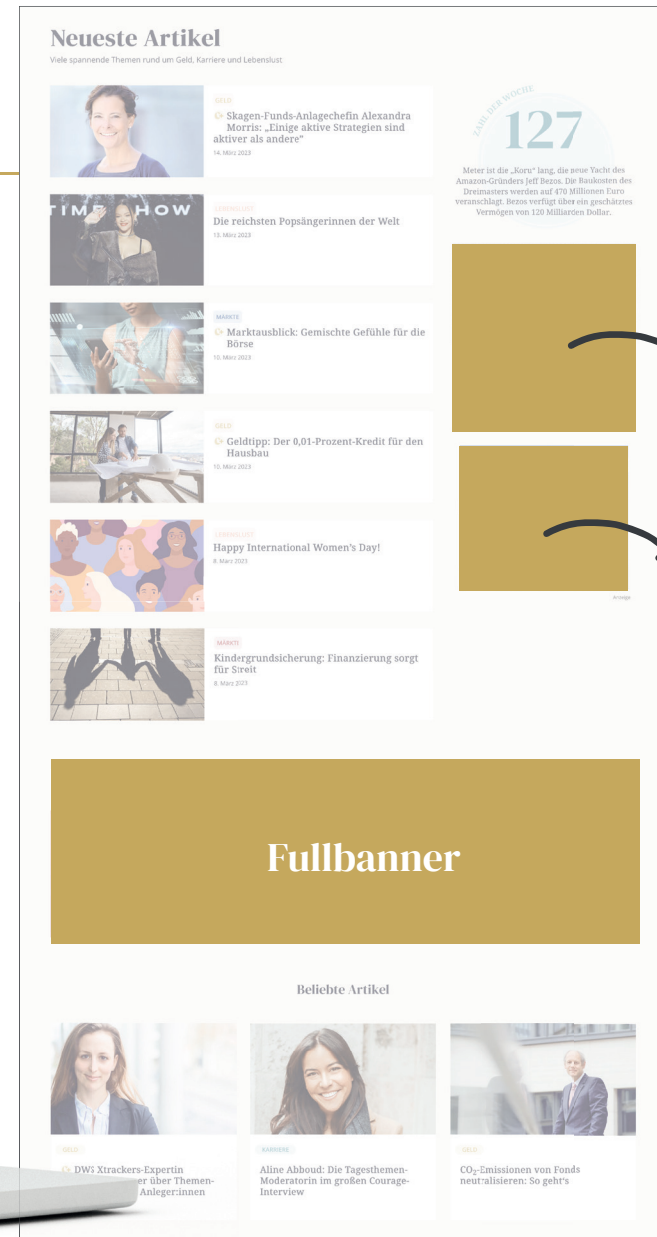 Neueste Artikel
Viele spannende Themen rund um Geld, Karriere und Lebenslust
GELD
Skagen-Funds-Anlagechefin Alexandra
Morris: „Einige aktive Strategien sind
aktiver als andere“
14. März 2023
TIME SHOW
LEBENSLUST
Die reichsten Popsängerinnen der Welt
13. März 2023
MÄRKTE
Marktausblick: Gemischte Gefühle für die
Börse
10. März 2023
GELD
Geldtipp: Der 0,01-Prozent-Kredit für den
Hausbau
10. März 2023
LEBENSLUST
Happy International Women's Day!
8. März 2023
MÄRKTE
Kindergrundsicherung: Finanzierung sorgt
für Streit
8. März 2023
ZAHL DER WOCHE
127
Meter ist die „Koru“ lang, die neue Yacht des
Amazon-Gründers Jeff Bezos. Die Baukosten des
Dreimasters werden auf 470 Millionen Euro
veranschlagt. Bezos verfügt über ein geschätztes
Vermögen von 120 Milliarden Dollar.
Anzeige
Fullbanner
Beliebte Artikel
GELD
DWS Xtrackers-Expertin
er über Themen-
Anleger:innen
KARRIERE
Aline Abboud: Die Tagesthemen-
Moderatorin im großen Courage-
Interview
GELD
CO₂-Emissionen von Fonds
neutralisieren: So geht's